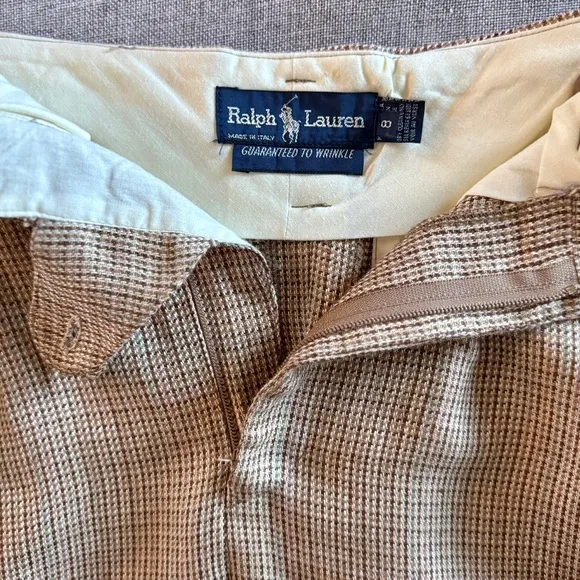 Ralph Lauren
MADE IN ITALY
GUARANTEED TO WRINKLE
8